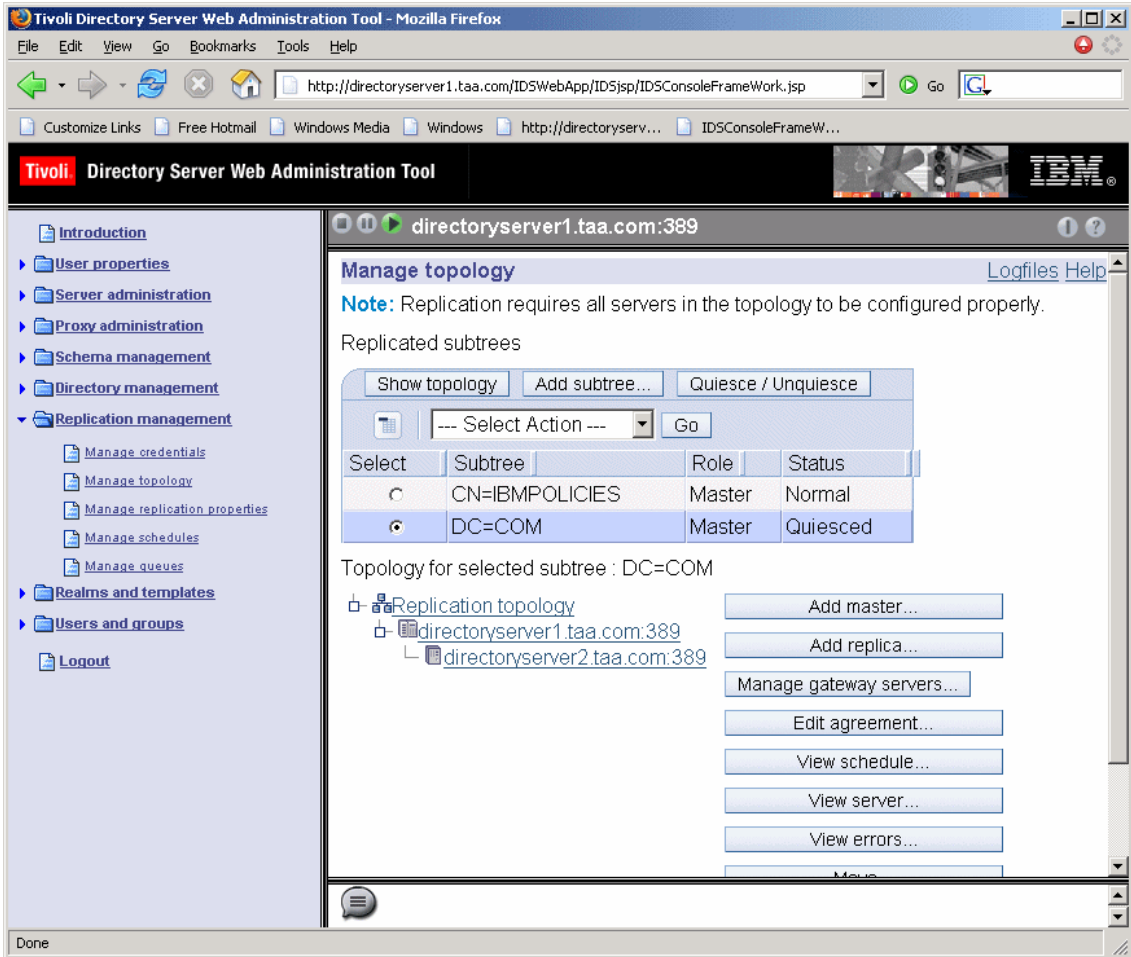 Tivoli Directory Server Web Administration Tool - Mozilla Firefox
File Edit View Go Bookmarks Tools Help
http://directoryserver1.taa.com/IDSWebApp/IDSjsp/IDSConsoleFrameWork.jsp Go G
Customize Links Free Hotmail Windows Media Windows http://directoryserv... IDSConsoleFrameW...
Tivoli. Directory Server Web Administration Tool IBM®
Introduction
User properties
Server administration
Proxy administration
Schema management
Directory management
Replication management
Manage credentials
Manage topology
Manage replication properties
Manage schedules
Manage queues
Realms and templates
Users and groups
Logout
directoryserver1.taa.com:389 ?
Manage topology Logfiles Help
Note: Replication requires all servers in the topology to be configured properly.
Replicated subtrees
Show topology Add subtree... Quiesce / Unquiesce
--- Select Action --- Go
Select Subtree Role Status
CN=IBMPOLICIES Master Normal
DC=COM Master Quiesced
Topology for selected subtree : DC=COM
Replication topology
directoryserver1.taa.com:389
directoryserver2.taa.com:389
Add master...
Add replica...
Manage gateway servers...
Edit agreement...
View schedule...
View server...
View errors...
Done